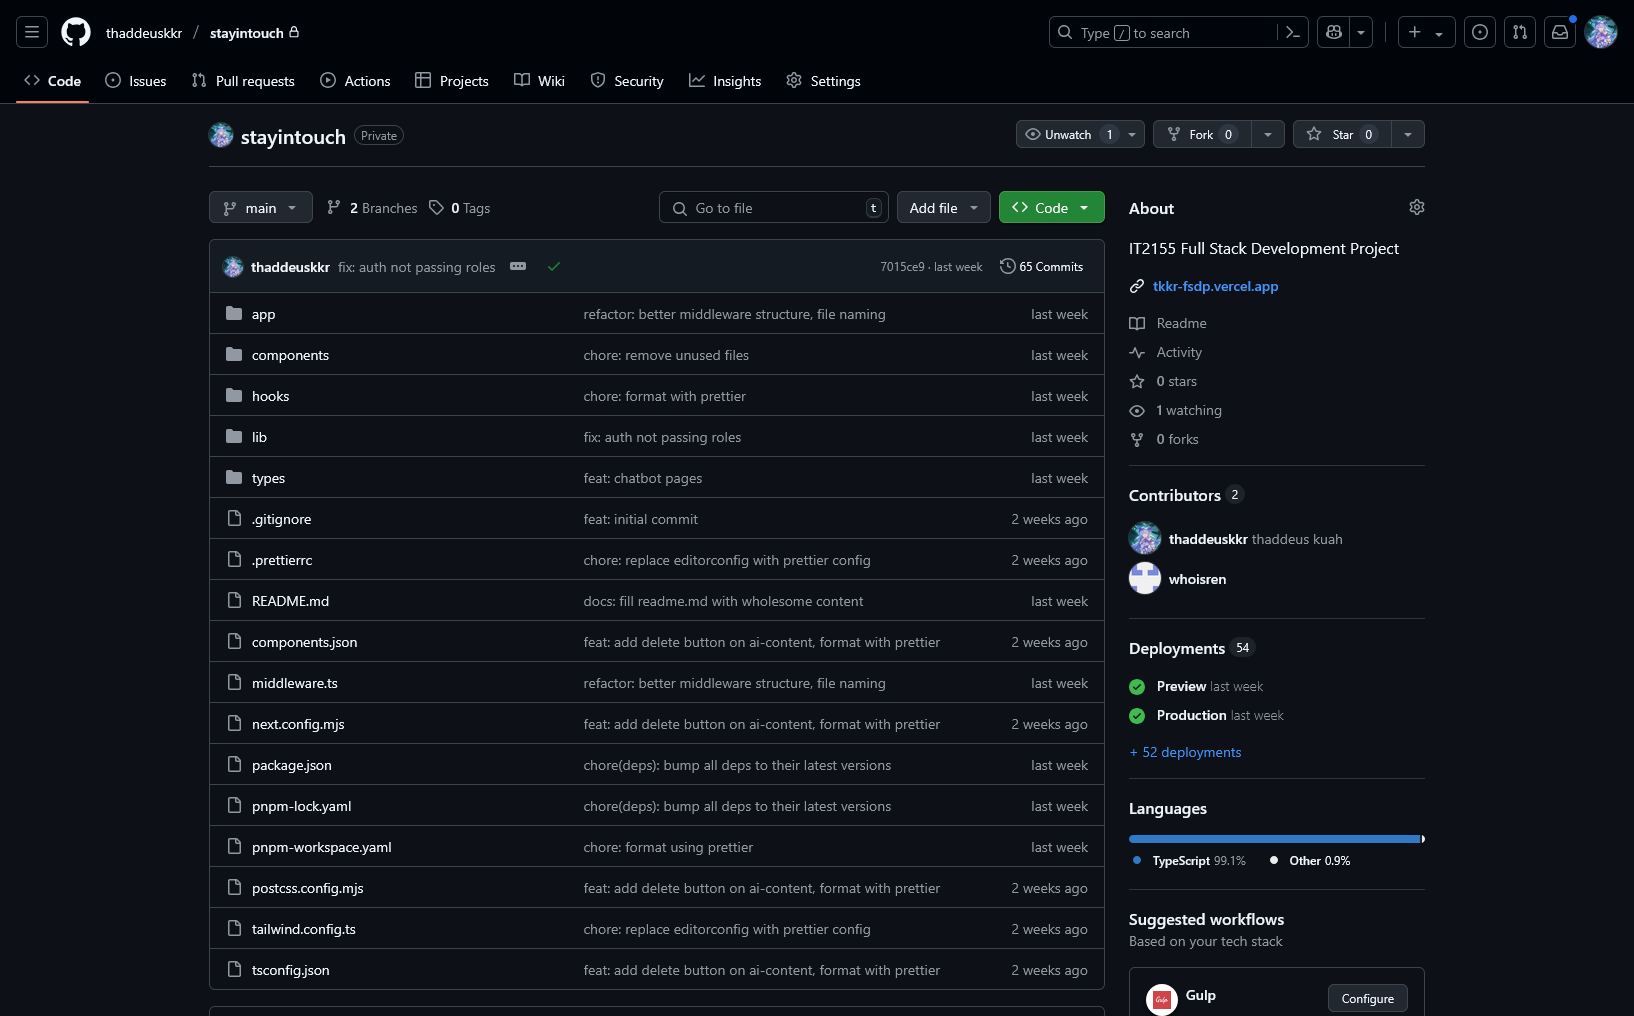 thaddeuskkr / stayintouch
Type / to search
Code Issues Pull requests Actions Projects Wiki Security Insights Settings
stayintouch Private
Unwatch 1 Fork 0 Star 0
main 2 Branches 0 Tags
Go to file t Add file Code
thaddeuskkr fix: auth not passing roles 7015ce9 · last week 65 Commits
app refactor: better middleware structure, file naming last week
components chore: remove unused files last week
hooks chore: format with prettier last week
lib fix: auth not passing roles last week
types feat: chatbot pages last week
.gitignore feat: initial commit 2 weeks ago
.prettierrc chore: replace editorconfig with prettier config 2 weeks ago
README.md docs: fill readme.md with wholesome content last week
components.json feat: add delete button on ai-content, format with prettier 2 weeks ago
middleware.ts refactor: better middleware structure, file naming last week
next.config.mjs feat: add delete button on ai-content, format with prettier 2 weeks ago
package.json chore(deps): bump all deps to their latest versions last week
pnpm-lock.yaml chore(deps): bump all deps to their latest versions last week
pnpm-workspace.yaml chore: format using prettier last week
postcss.config.mjs feat: add delete button on ai-content, format with prettier 2 weeks ago
tailwind.config.ts chore: replace editorconfig with prettier config 2 weeks ago
tsconfig.json feat: add delete button on ai-content, format with prettier 2 weeks ago
About
IT2155 Full Stack Development Project
tkkr-fsdp.vercel.app
Readme
Activity
0 stars
1 watching
0 forks
Contributors 2
thaddeuskkr thaddeus kuah
whoisren
Deployments 54
Preview last week
Production last week
+ 52 deployments
Languages
TypeScript 99.1% Other 0.9%
Suggested workflows
Based on your tech stack
Gulp
Gulp Configure